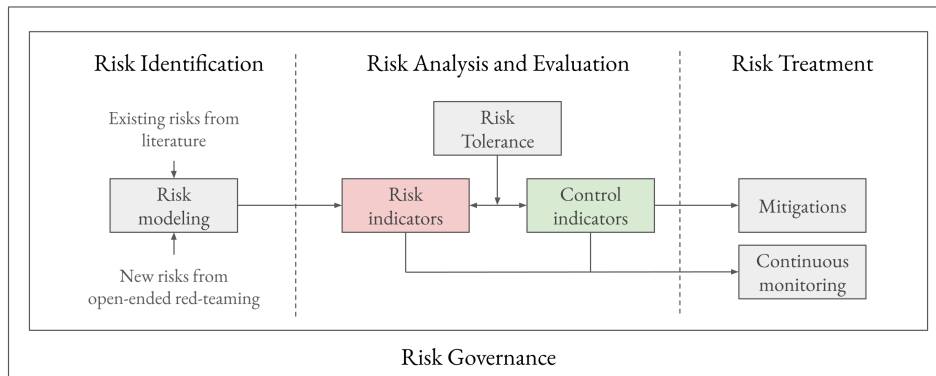 Risk Identification
Risk Analysis and Evaluation
Risk Treatment
Existing risks from
literature
Risk
Tolerance
Risk
modeling
Risk
indicators
Control
indicators
Mitigations
New risks from
open-ended red-teaming
Continuous
monitoring
Risk Governance